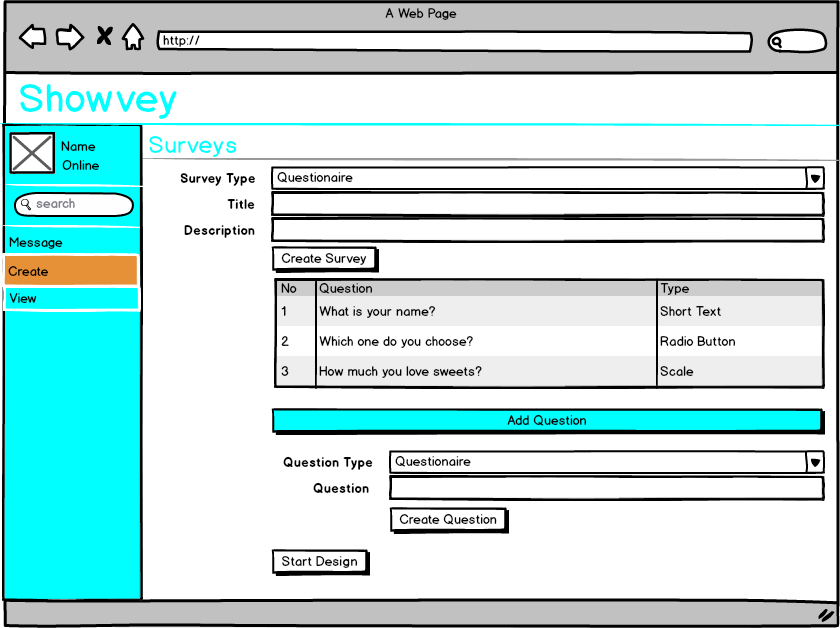 A Web Page
http://
Showvey
Name
Online
search
Message
Create
View
Surveys
Survey Type Questionaire
Title
Description
Create Survey
No Question Type
1 What is your name? Short Text
2 Which one do you choose? Radio Button
3 How much you love sweets? Scale
Add Question
Question Type Questionaire
Question
Create Question
Start Design